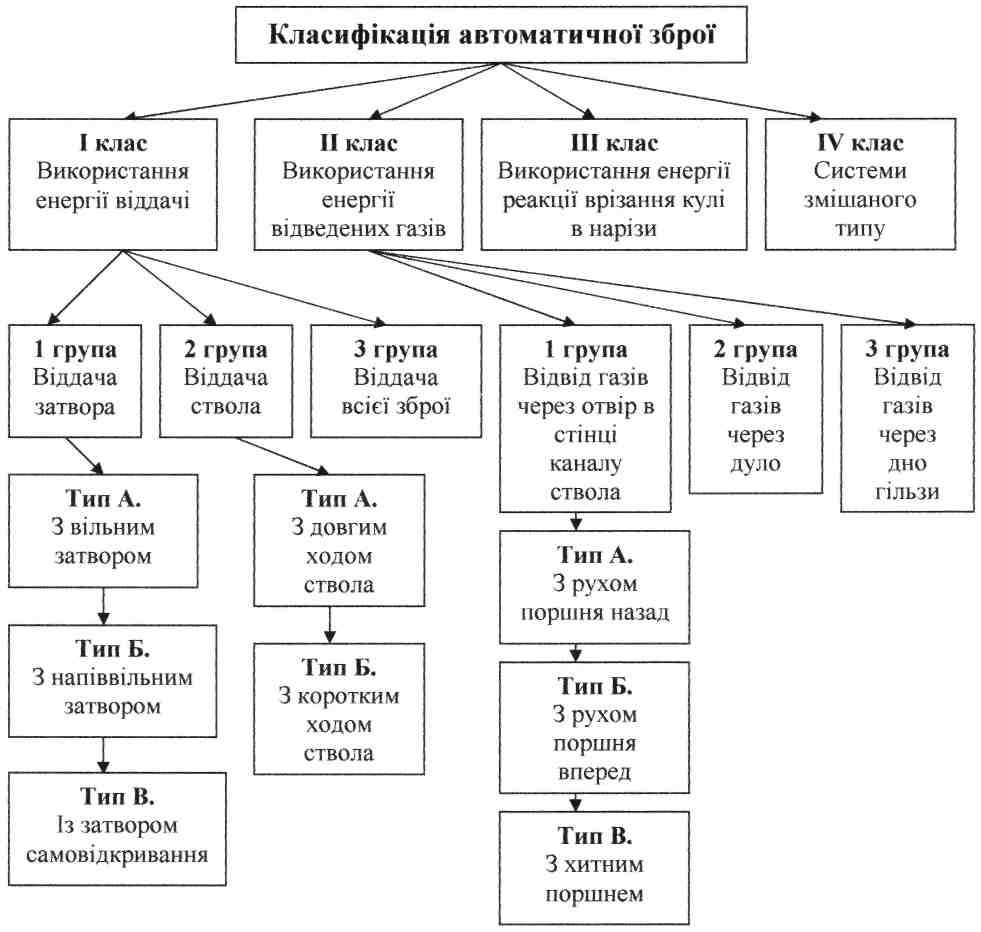 Класифікація автоматичної зброї
І клас
Використання
енергії віддачі
ІІ клас
Використання
енергії
відведених газів
ІІІ клас
Використання енергії
реакції врізання кулі
в нарізи
IV клас
Системи
змішаного
типу
1 група
Віддача
затвора
2 група
Віддача
ствола
3 група
Віддача
всієї зброї
1 група
Відвід газів
через отвір в
стінці
каналу
ствола
2 група
Відвід
газів
через
дуло
3 група
Відвід
газів
через
дно
гільзи
Тип А.
З вільним
затвором
Тип Б.
З напіввільним
затвором
Тип В.
Із затвором
самовідкривання
Тип А.
З довгим
ходом
ствола
Тип Б.
З коротким
ходом
ствола
Тип А.
З рухом
поршня назад
Тип Б.
З рухом
поршня
вперед
Тип В.
З хитним
поршнем